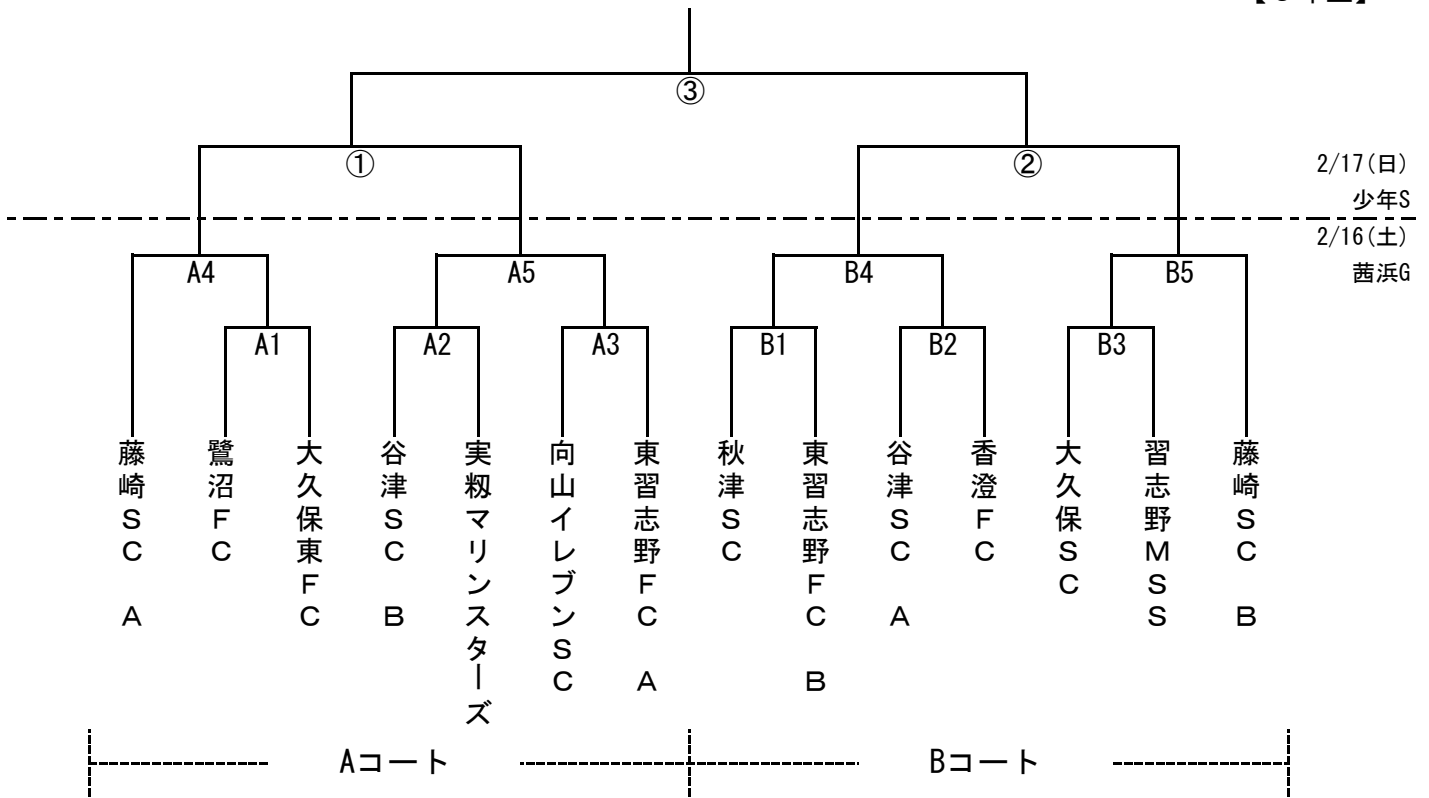 ③
①
②
2/17(日)
少年S
2/16(土)
茜浜G
A4
A5
B4
B5
A1
A2
A3
B1
B2
B3
藤崎SC A
鷺沼FC
大久保東FC
谷津SC B
実籾マリンスターズ
向山イレブンSC
東習志野FC A
秋津SC
東習志野FC B
谷津SC A
香澄FC
大久保SC
習志野MSS
藤崎SC B
Aコート
Bコート